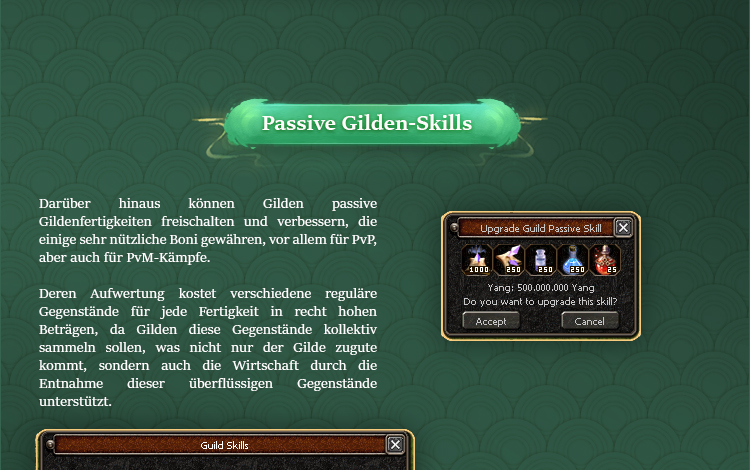 Passive Gilden-Skills
Darüber hinaus können Gilden passive
Gildenfertigkeiten freischalten und verbessern, die
einige sehr nützliche Boni gewähren, vor allem für PvP,
aber auch für PvM-Kämpfe.
Deren Aufwertung kostet verschiedene reguläre
Gegenstände für jede Fertigkeit in recht hohen
Beträgen, da Gilden diese Gegenstände kollektiv
sammeln sollen, was nicht nur der Gilde zugute
kommt, sondern auch die Wirtschaft durch die
Entnahme dieser überflüssigen Gegenstände
unterstützt.
Upgrade Guild Passive Skill
1000 250 250 250 25
Yang: 500.000.000 Yang
Do you want to upgrade this skill?
Accept Cancel
Guild Skills